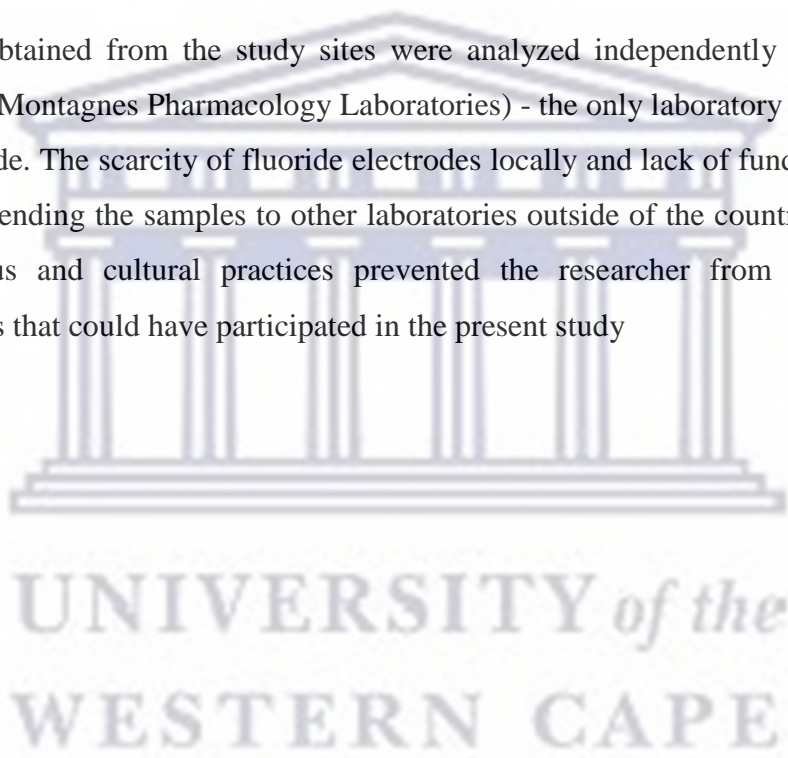 btained from the study sites were analyzed independently
Montagnes Pharmacology Laboratories) - the only laboratory
de. The scarcity of fluoride electrodes locally and lack of fund
ending the samples to other laboratories outside of the countr
us and cultural practices prevented the researcher from
s that could have participated in the present study
UNIVERSITY of the
WESTERN CAPE